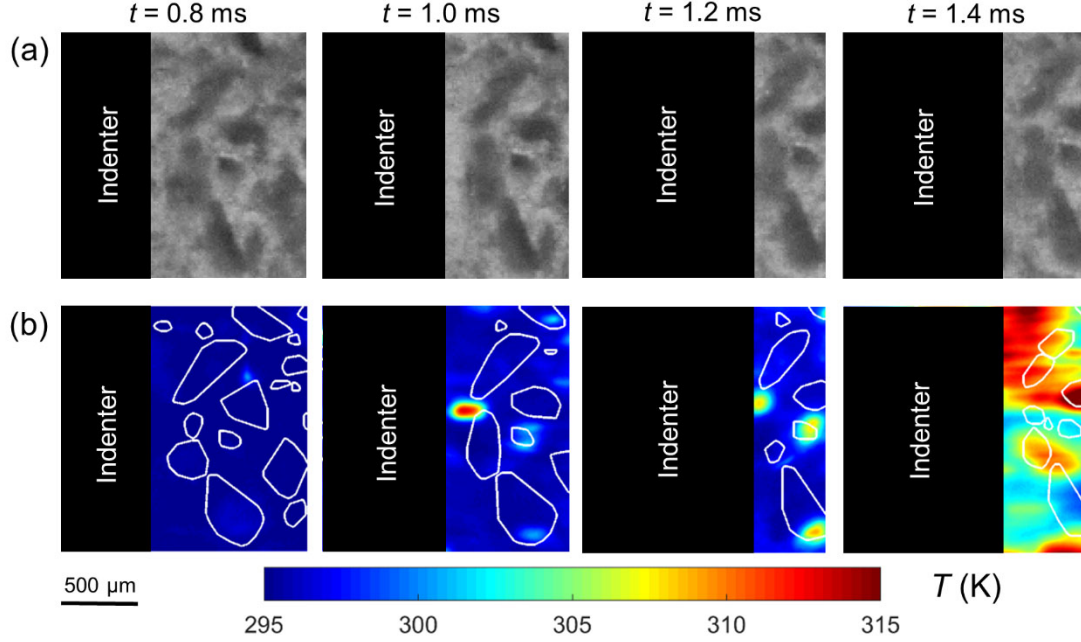 t = 0.8 ms t = 1.0 ms t = 1.2 ms t = 1.4 ms
(a)
Indenter Indenter Indenter Indenter
(b)
Indenter Indenter Indenter Indenter
500 µm
T (K)
295 300 305 310 315